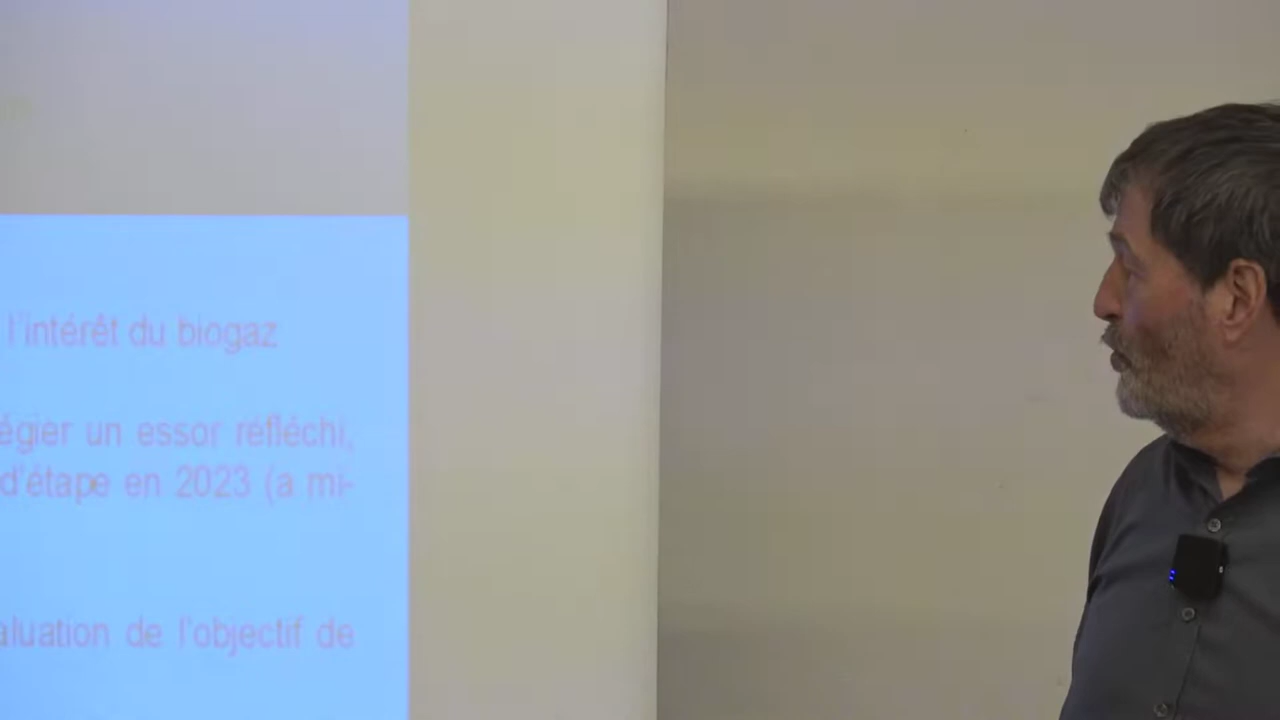 l'intérêt du biogaz
égier un essor réfléchi,
d'étape en 2023 (a mi-
aluation de l'objectif de